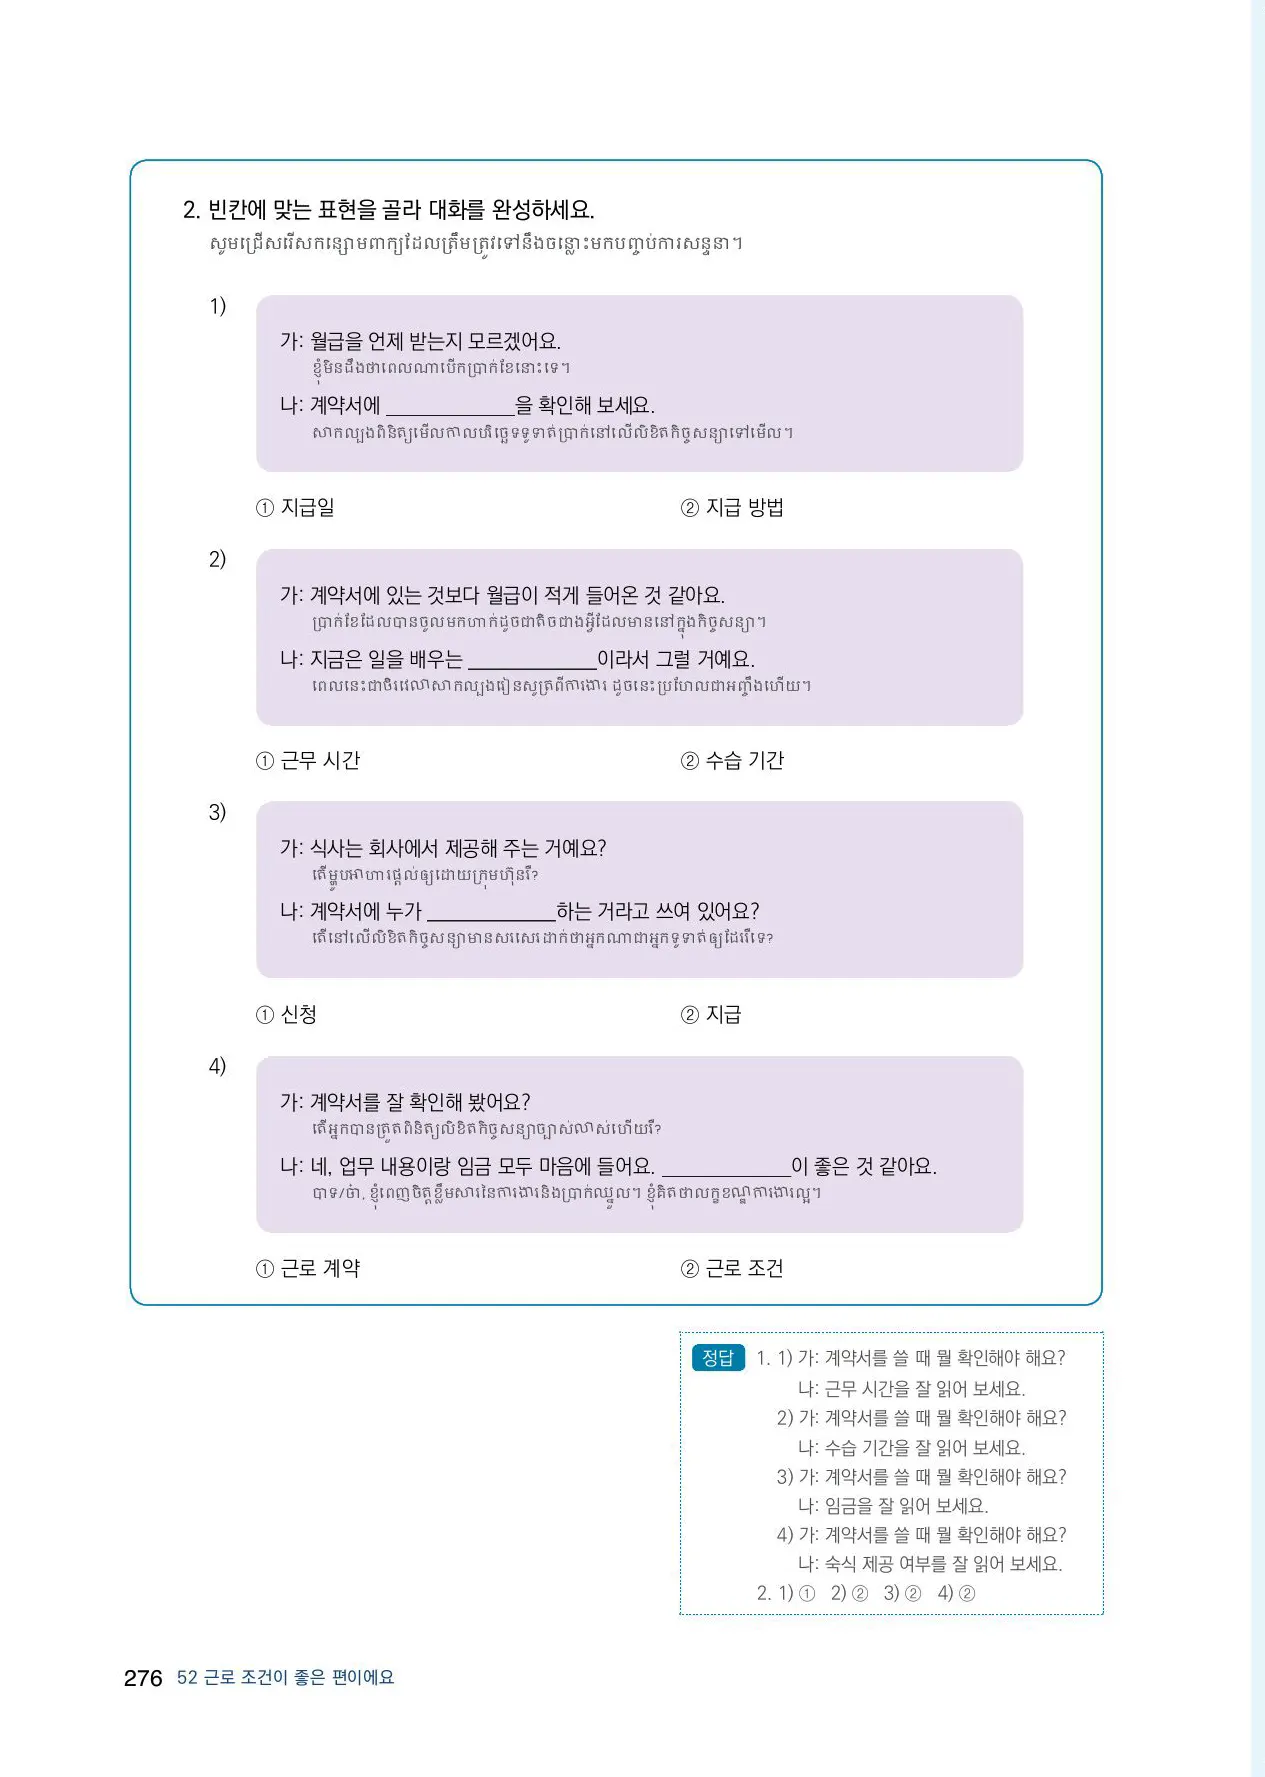 2. 빈칸에 맞는 표현을 골라 대화를 완성하세요.
សូមជ្រើសរើសកន្សោមពាក្យដែលត្រឹមត្រូវទៅនឹងចន្លោះមកបញ្ចប់ការសន្ទនា។
1)
가: 월급을 언제 받는지 모르겠어요.
ខ្ញុំមិនដឹងថាពេលណាបើកប្រាក់ខែនោះទេ។
나: 계약서에 ____________을 확인해 보세요.
សាកល្បងពិនិត្យមើលកាលបរិច្ឆេទទូទាត់ប្រាក់នៅលើលិខិតកិច្ចសន្យាទៅមើល។
① 지급일 ② 지급 방법
2)
가: 계약서에 있는 것보다 월급이 적게 들어온 것 같아요.
ប្រាក់ខែដែលបានចូលមកហាក់ដូចជាតិចជាងអ្វីដែលមាននៅក្នុងកិច្ចសន្យា។
나: 지금은 일을 배우는 ____________이라서 그럴 거예요.
ពេលនេះជាថិរវេលាសាកល្បងរៀនសូត្រពីការងារ ដូចនេះប្រហែលជាអញ្ចឹងហើយ។
① 근무 시간 ② 수습 기간
3)
가: 식사는 회사에서 제공해 주는 거예요?
តើម្ហូបអាហារផ្តល់ឲ្យដោយក្រុមហ៊ុនរឺ?
나: 계약서에 누가 ____________하는 거라고 쓰여 있어요?
តើនៅលើលិខិតកិច្ចសន្យាមានសរសេរដាក់ថាអ្នកណាជាអ្នកទូទាត់ឲ្យដែររឺទេ?
① 신청 ② 지급
4)
가: 계약서를 잘 확인해 봤어요?
តើអ្នកបានត្រួតពិនិត្យលិខិតកិច្ចសន្យាច្បាស់លាស់ហើយរឺ?
나: 네, 업무 내용이랑 임금 모두 마음에 들어요. ____________이 좋은 것 같아요.
បាទ/ចំា, ខ្ញុំពេញចិត្តខ្លឹមសារនៃការងារនិងប្រាក់ឈ្នួល។ ខ្ញុំគិតថាលក្ខខណ្ឌការងារល្អ។
① 근로 계약 ② 근로 조건
정답 1. 1) 가: 계약서를 쓸 때 뭘 확인해야 해요?
나: 근무 시간을 잘 읽어 보세요.
2) 가: 계약서를 쓸 때 뭘 확인해야 해요?
나: 수습 기간을 잘 읽어 보세요.
3) 가: 계약서를 쓸 때 뭘 확인해야 해요?
나: 임금을 잘 읽어 보세요.
4) 가: 계약서를 쓸 때 뭘 확인해야 해요?
나: 숙식 제공 여부를 잘 읽어 보세요.
2. 1) ① 2) ② 3) ② 4) ②
276 52 근로 조건이 좋은 편이에요